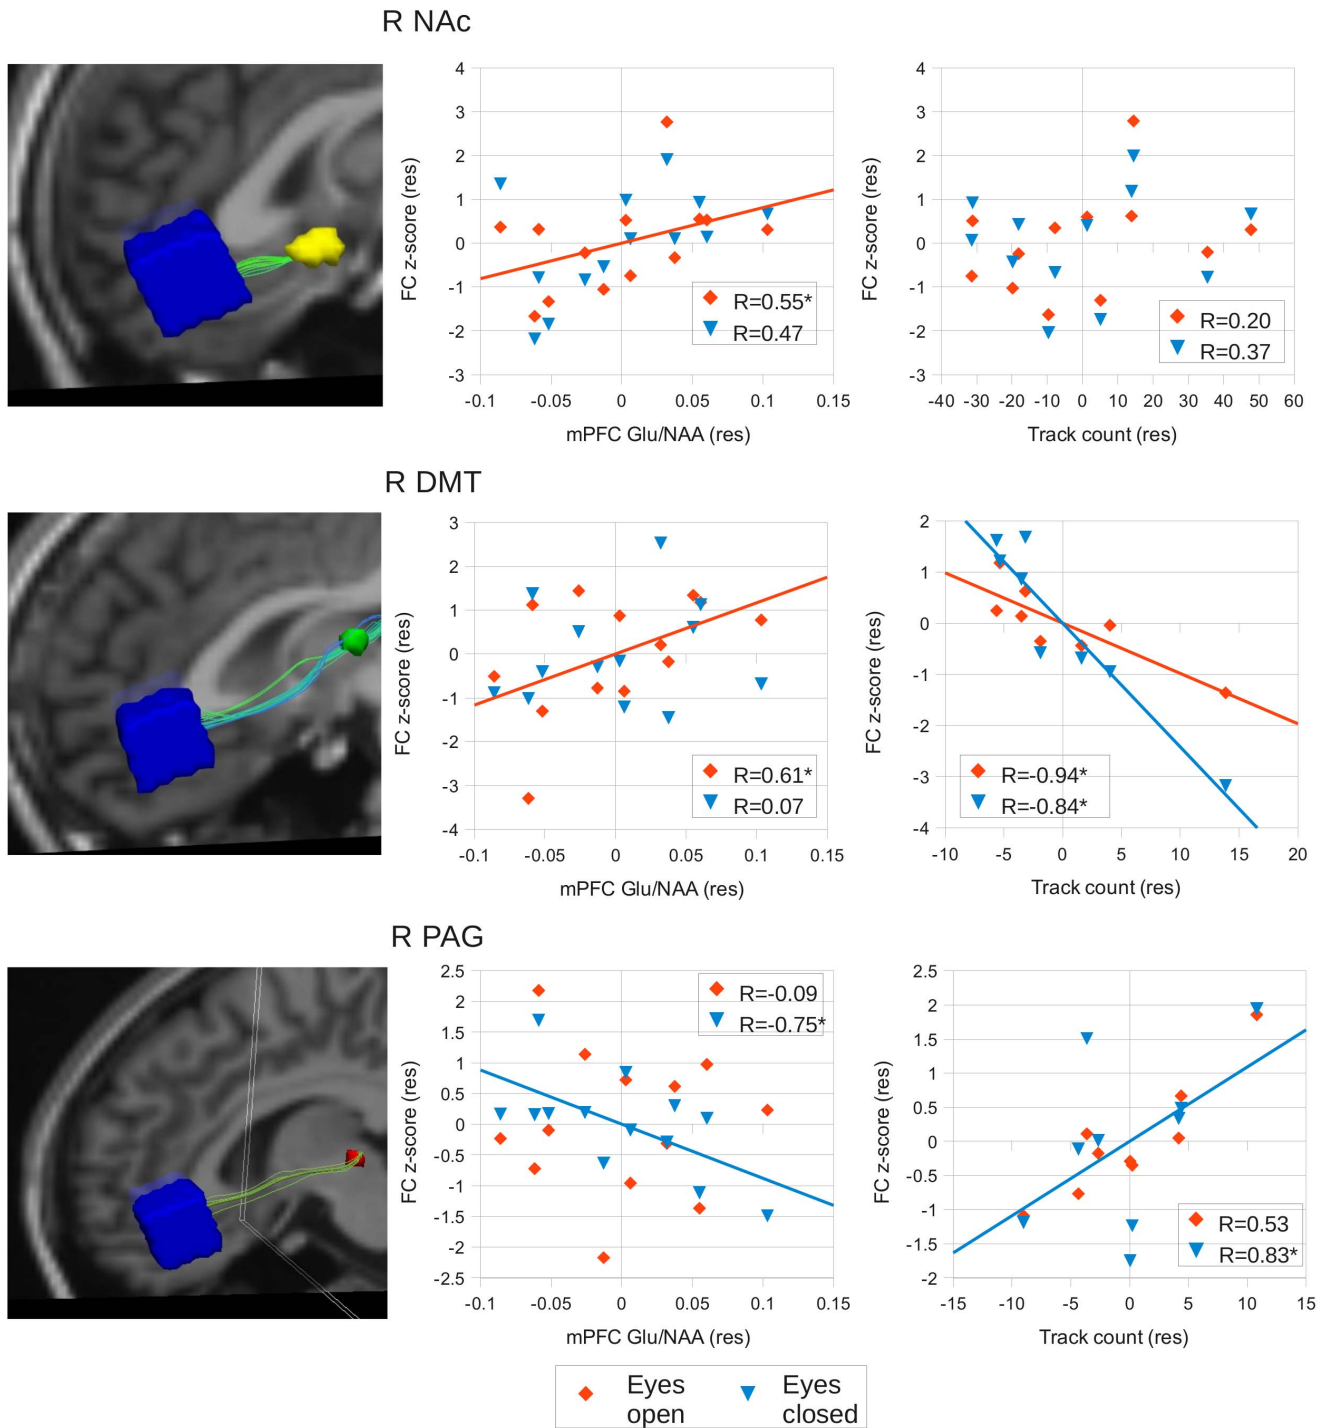 R NAc
4
3
2
1
0
-1
-2
-3
FC z-score (res)
-0.1 -0.05 0 0.05 0.1 0.15
mPFC Glu/NAA (res)
R=0.55*
R=0.47
4
3
2
1
0
-1
-2
-3
FC z-score (res)
-40 -30 -20 -10 0 10 20 30 40 50 60
Track count (res)
R=0.20
R=0.37
R DMT
3
2
1
0
-1
-2
-3
-4
FC z-score (res)
-0.1 -0.05 0 0.05 0.1 0.15
mPFC Glu/NAA (res)
R=0.61*
R=0.07
2
1
0
-1
-2
-3
-4
FC z-score (res)
-10 -5 0 5 10 15 20
Track count (res)
R=-0.94*
R=-0.84*
R PAG
2.5
2
1.5
1
0.5
0
-0.5
-1
-1.5
-2
-2.5
FC z-score (res)
-0.1 -0.05 0 0.05 0.1 0.15
mPFC Glu/NAA (res)
R=-0.09
R=-0.75*
2.5
2
1.5
1
0.5
0
-0.5
-1
-1.5
-2
FC z-score (res)
-15 -10 -5 0 5 10 15
Track count (res)
R=0.53
R=0.83*
Eyes open
Eyes closed